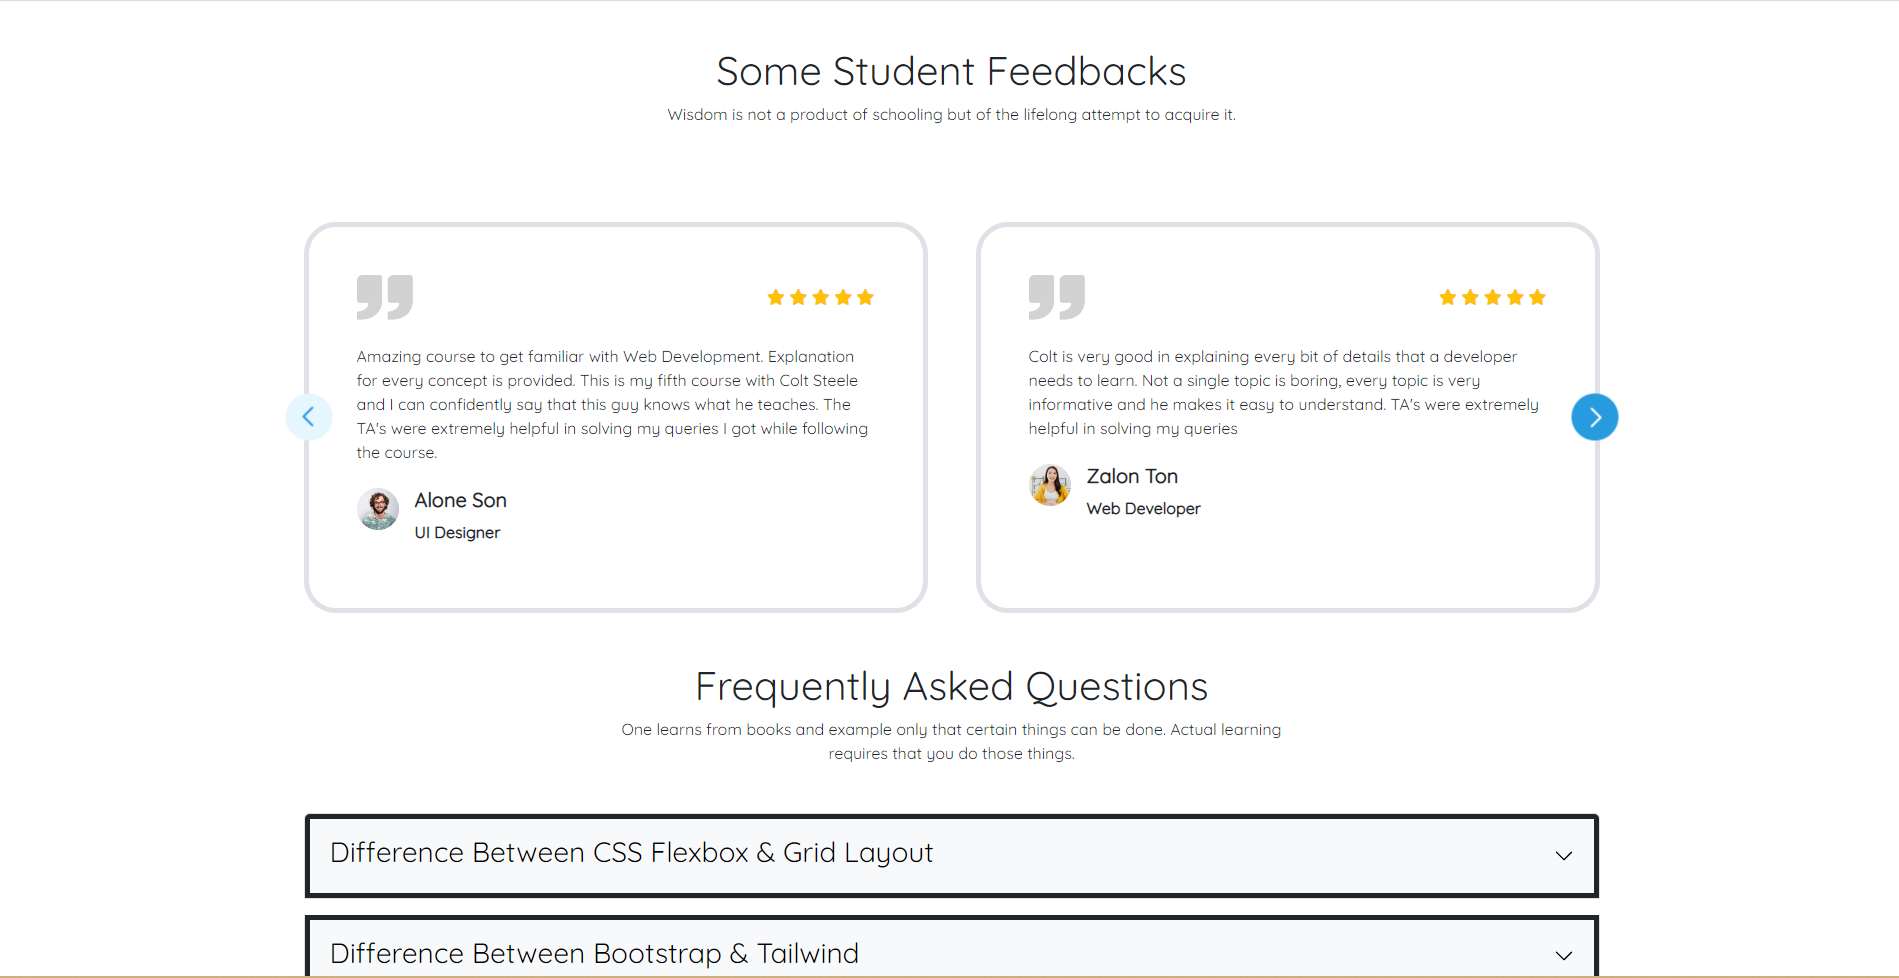 Some Student Feedbacks
Wisdom is not a product of schooling but of the lifelong attempt to acquire it.
Amazing course to get familiar with Web Development. Explanation
for every concept is provided. This is my fifth course with Colt Steele
and I can confidently say that this guy knows what he teaches. The
TA's were extremely helpful in solving my queries I got while following
the course.
Alone Son
UI Designer
Colt is very good in explaining every bit of details that a developer
needs to learn. Not a single topic is boring, every topic is very
informative and he makes it easy to understand. TA's were extremely
helpful in solving my queries
Zalon Ton
Web Developer
Frequently Asked Questions
One learns from books and example only that certain things can be done. Actual learning
requires that you do those things.
Difference Between CSS Flexbox & Grid Layout
Difference Between Bootstrap & Tailwind